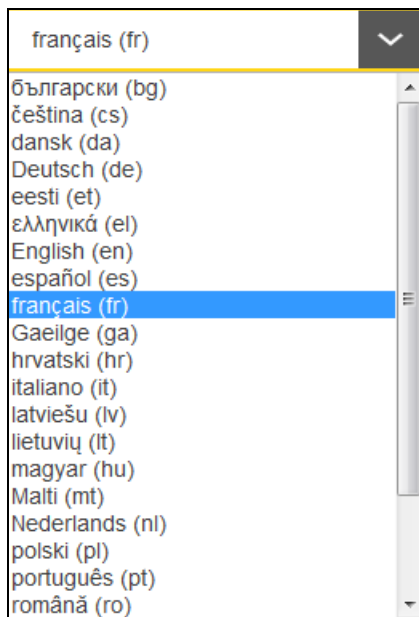 français (fr)
български (bg)
čeština (cs)
dansk (da)
Deutsch (de)
eesti (et)
ελληνικά (el)
English (en)
español (es)
français (fr)
Gaeilge (ga)
hrvatski (hr)
italiano (it)
latviešu (lv)
lietuvių (lt)
magyar (hu)
Malti (mt)
Nederlands (nl)
polski (pl)
português (pt)
română (ro)